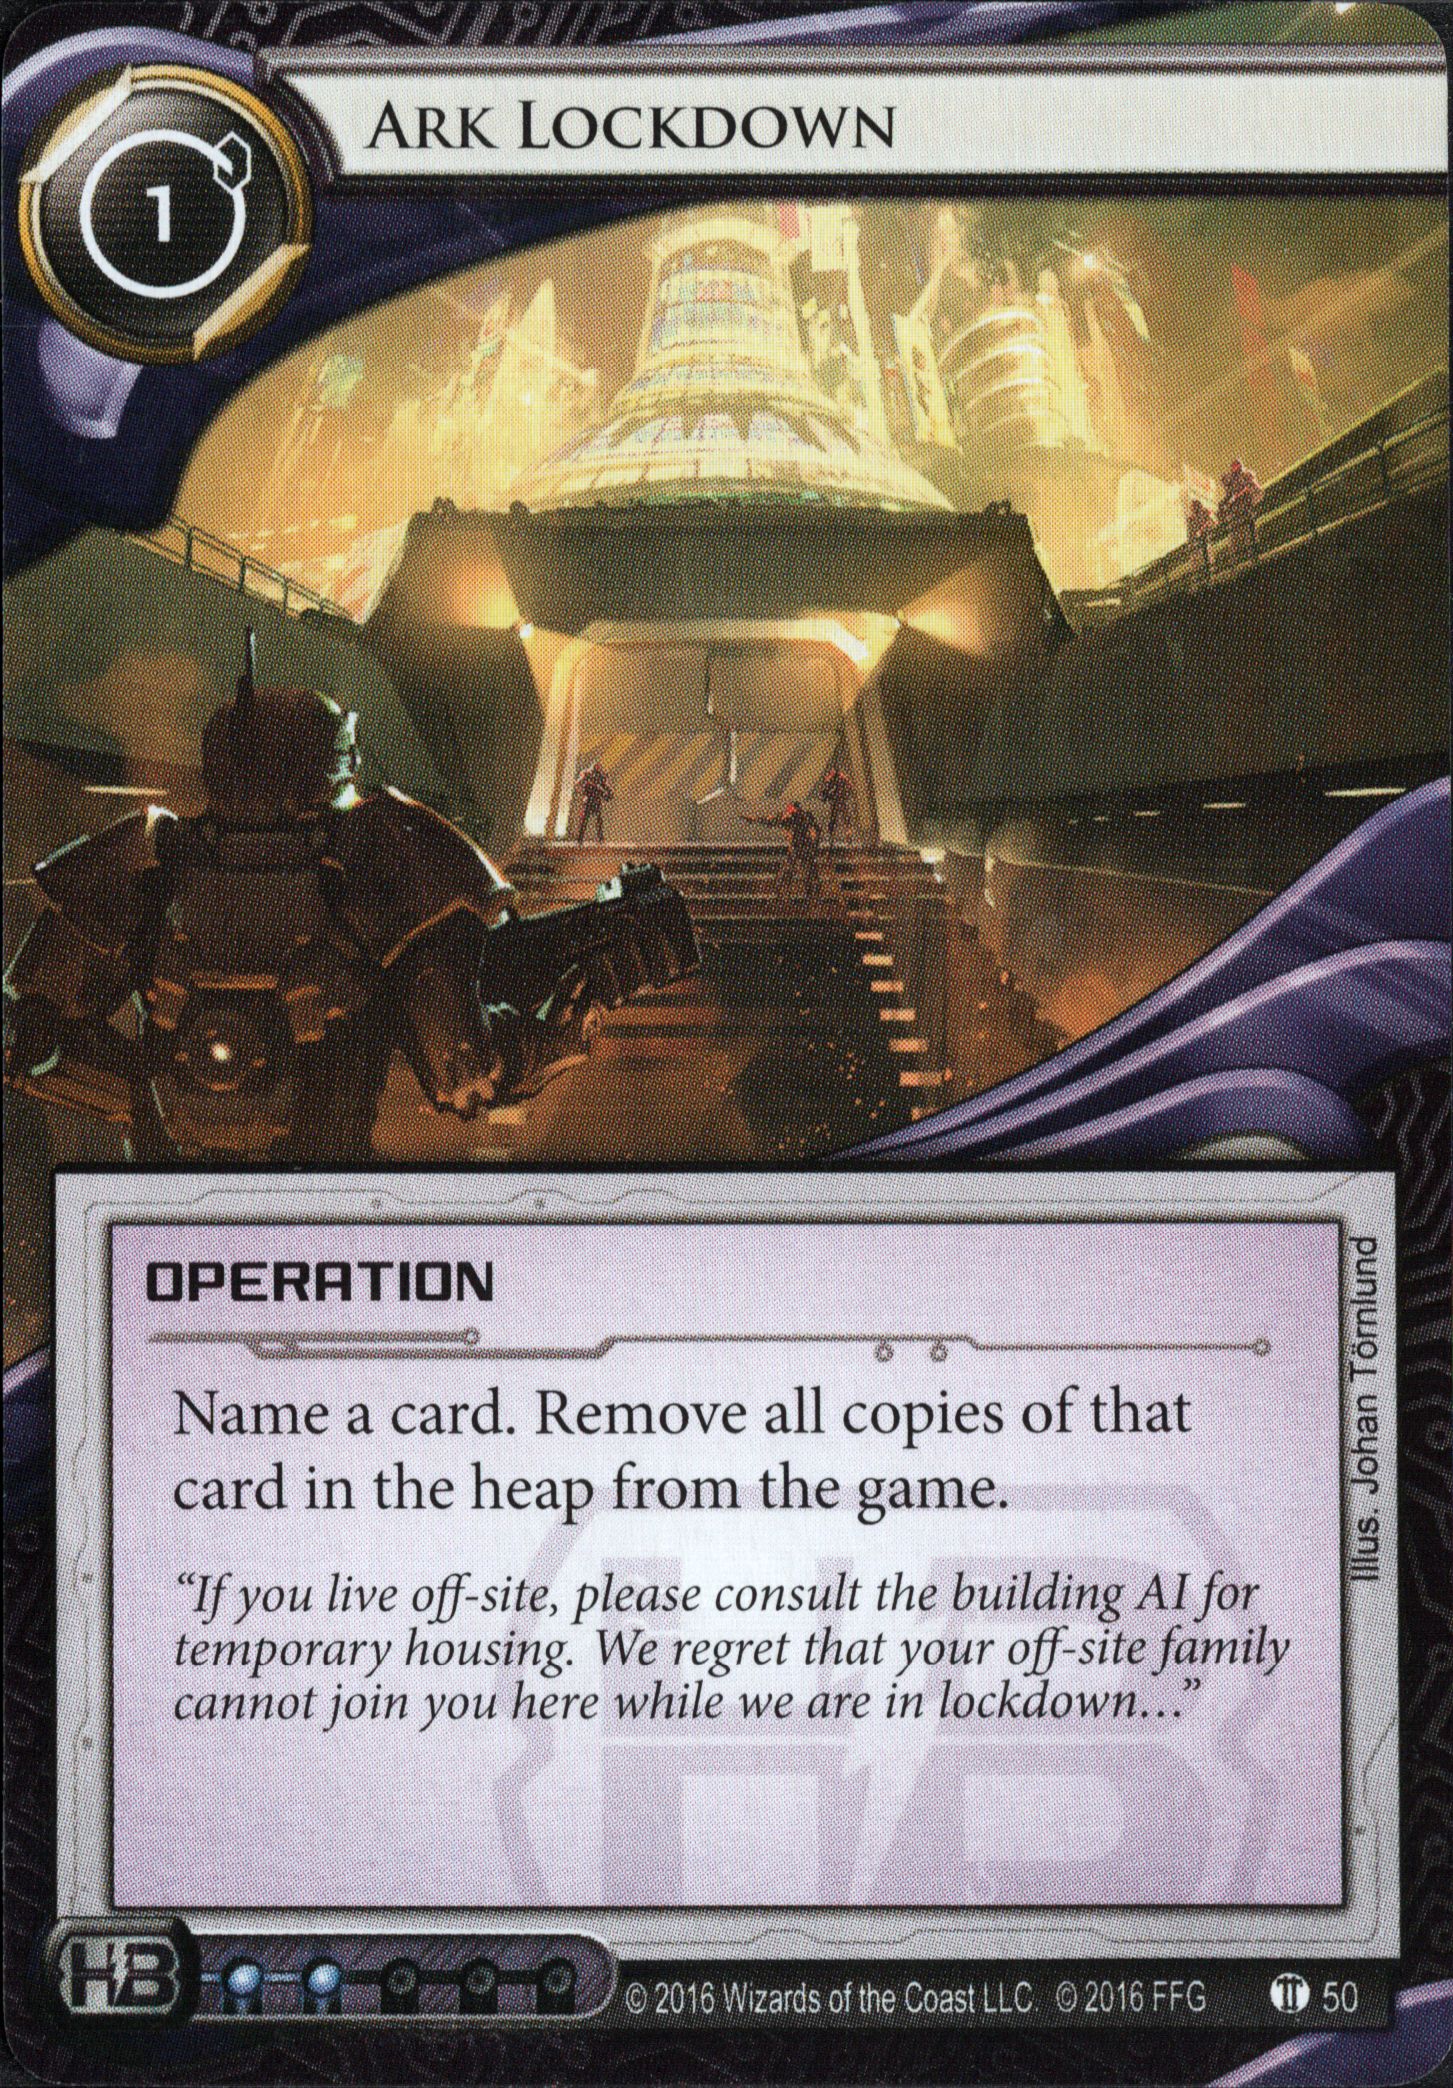 1
ARK LOCKDOWN
OPERATION
Name a card. Remove all copies of that
card in the heap from the game.
“If you live off-site, please consult the building AI for
temporary housing. We regret that your off-site family
cannot join you here while we are in lockdown…”
Illus. Johan Törnlund
HB
© 2016 Wizards of the Coast LLC. © 2016 FFG
50